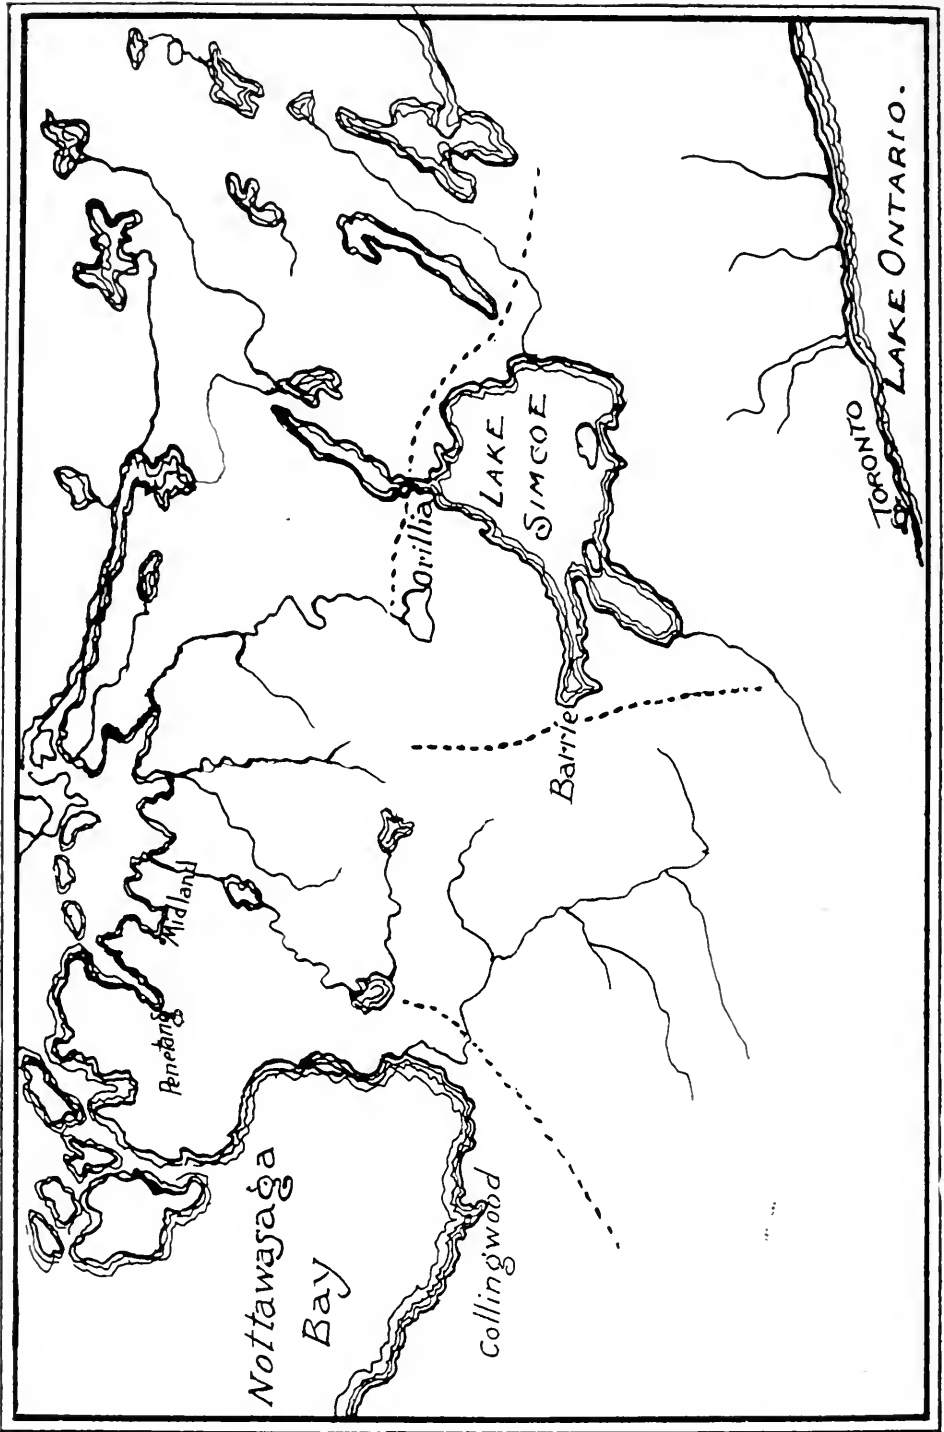 Nottawasaga
Bay
Collingwood
Penetang
Midland
Barrie
Orillia
LAKE
SIMCOE
TORONTO
LAKE ONTARIO.